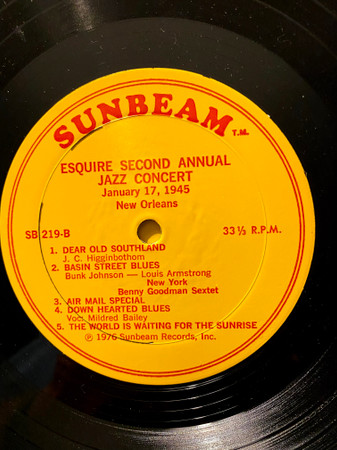 SUNBEAM T.M.
ESQUIRE SECOND ANNUAL
JAZZ CONCERT
January 17, 1945
New Orleans
SB 219-B
33 ⅓ R.P.M.
1. DEAR OLD SOUTHLAND
J. C. Higginbothom
2. BASIN STREET BLUES
Bunk Johnson — Louis Armstrong
New York
Benny Goodman Sextet
3. AIR MAIL SPECIAL
4. DOWN HEARTED BLUES
Voc. Mildred Bailey
5. THE WORLD IS WAITING FOR THE SUNRISE
℗ 1976 Sunbeam Records, Inc.